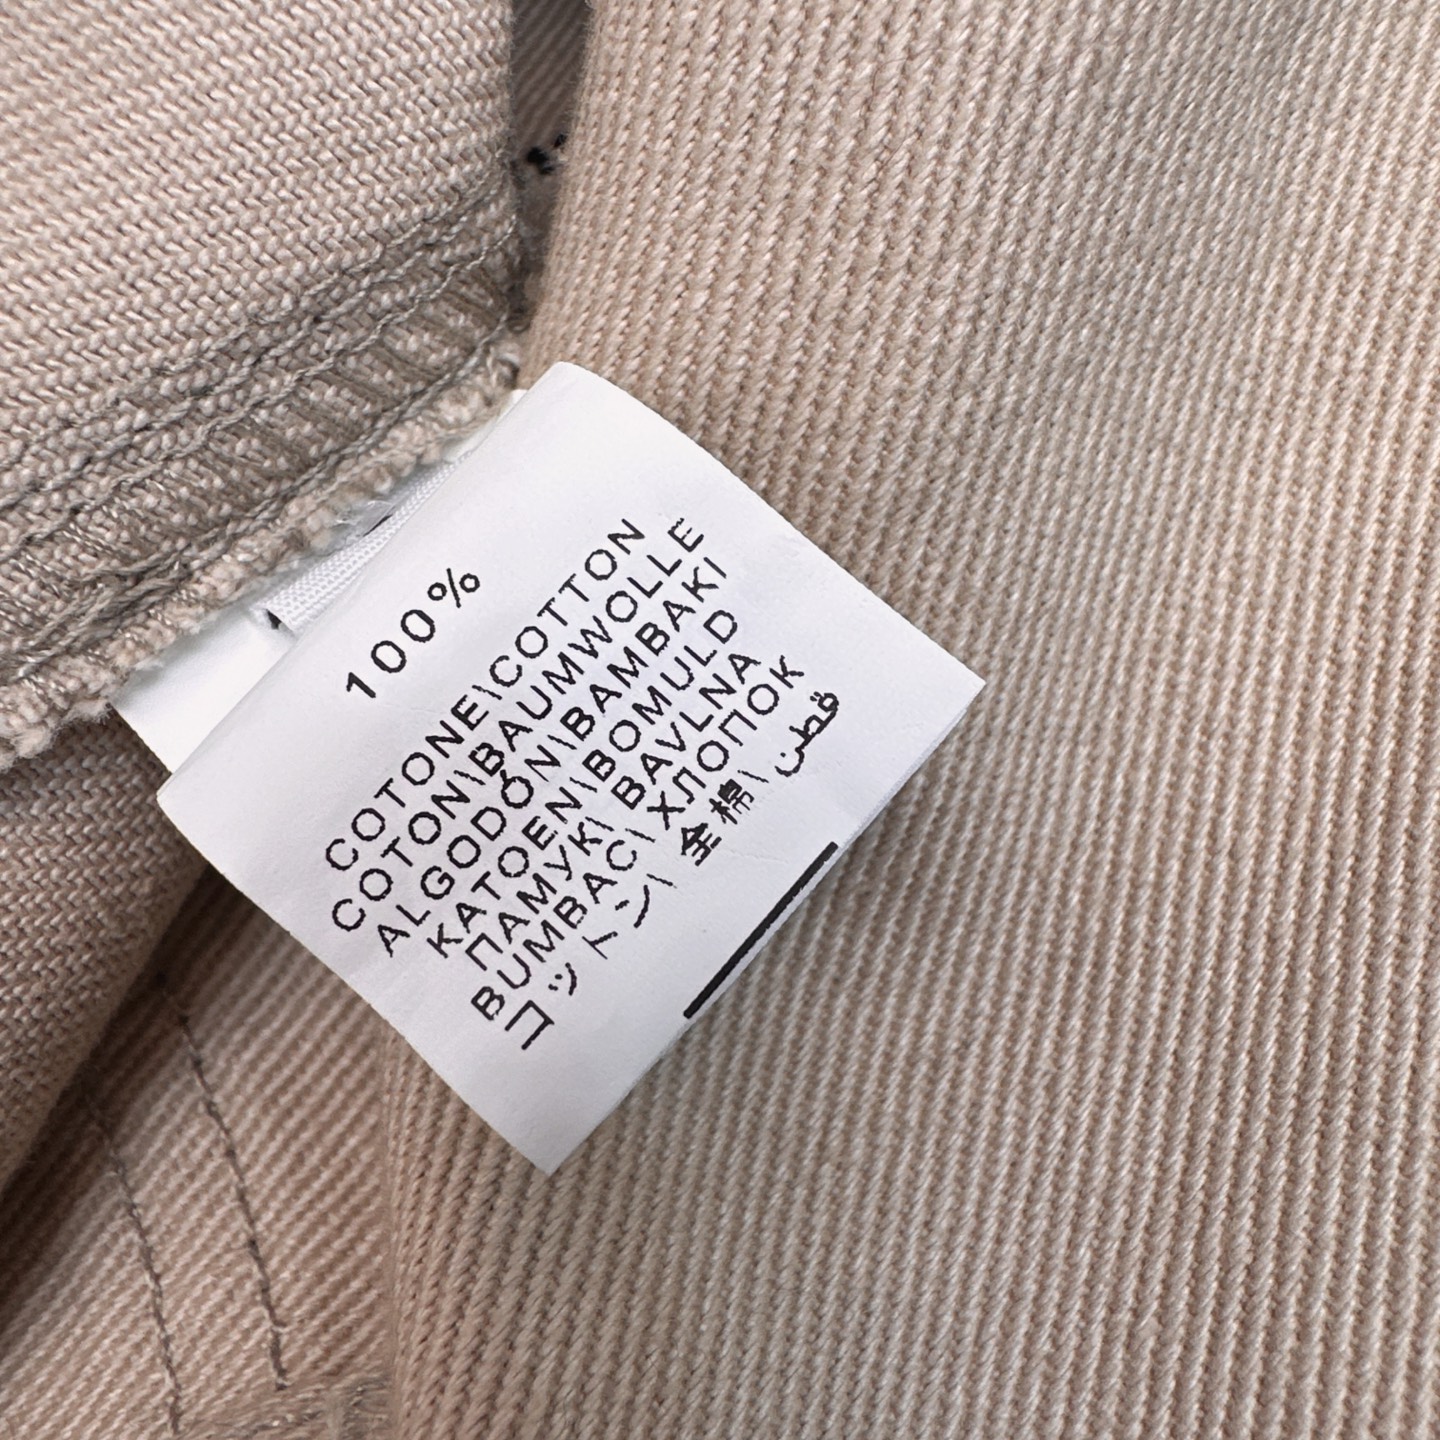 100%
COTONE\COTTON
COTON\BAUMWOLLE
ALGODÓN\BAMBAKI
KATOEN\BOMULD
ПАМУК\ BAVLNA
BUMBAC\ ХЛОПОК
コットン\ 全棉\ قطن